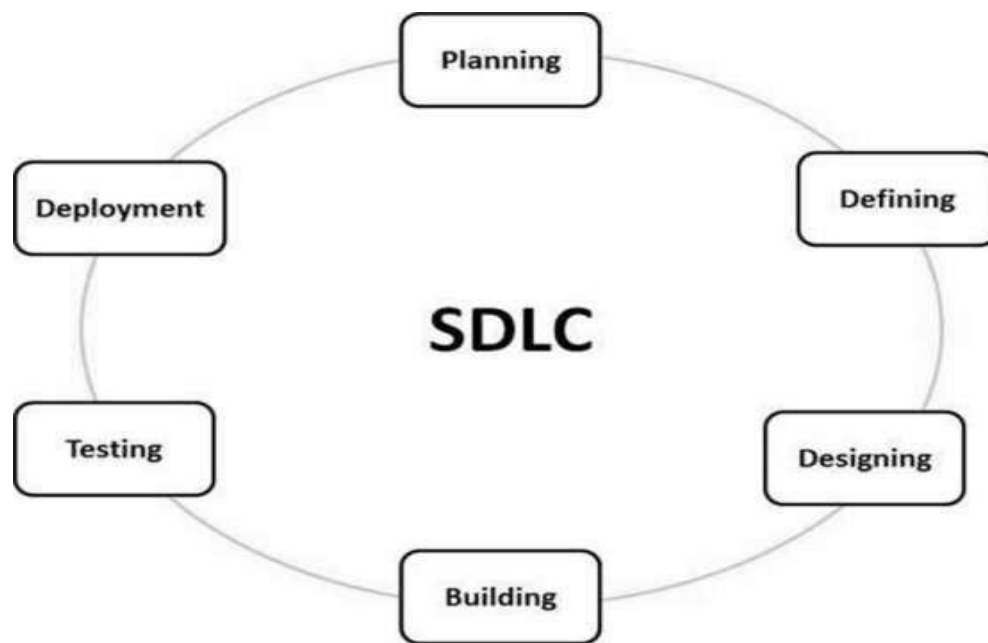 Planning
Defining
Designing
Building
Testing
Deployment
SDLC